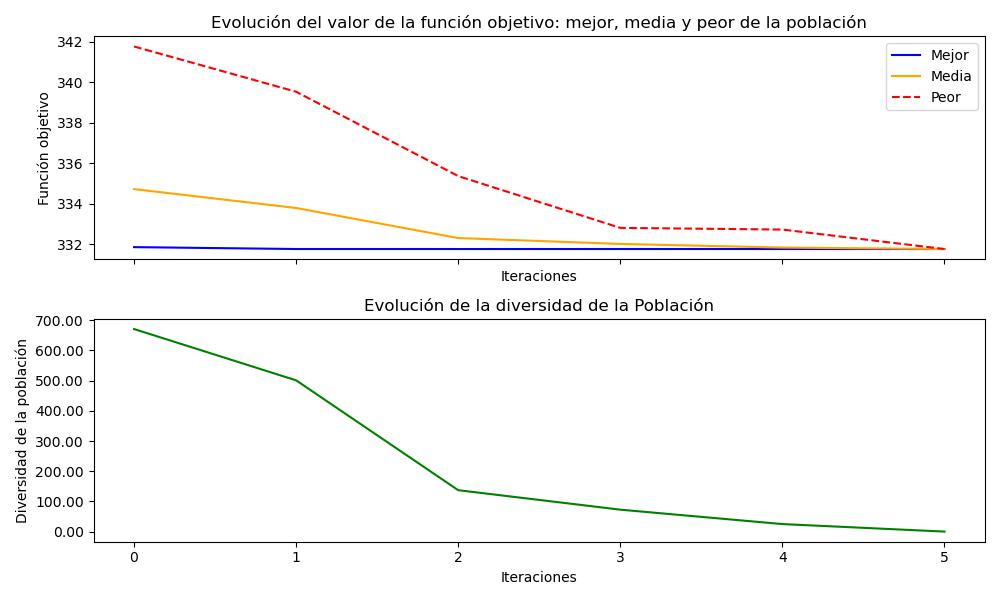 Evolución del valor de la función objetivo: mejor, media y peor de la población
342
340
338
336
334
332
Función objetivo
Mejor
Media
Peor
Iteraciones
Evolución de la diversidad de la Población
700.00
600.00
500.00
400.00
300.00
200.00
100.00
0.00
Diversidad de la población
0 1 2 3 4 5
Iteraciones